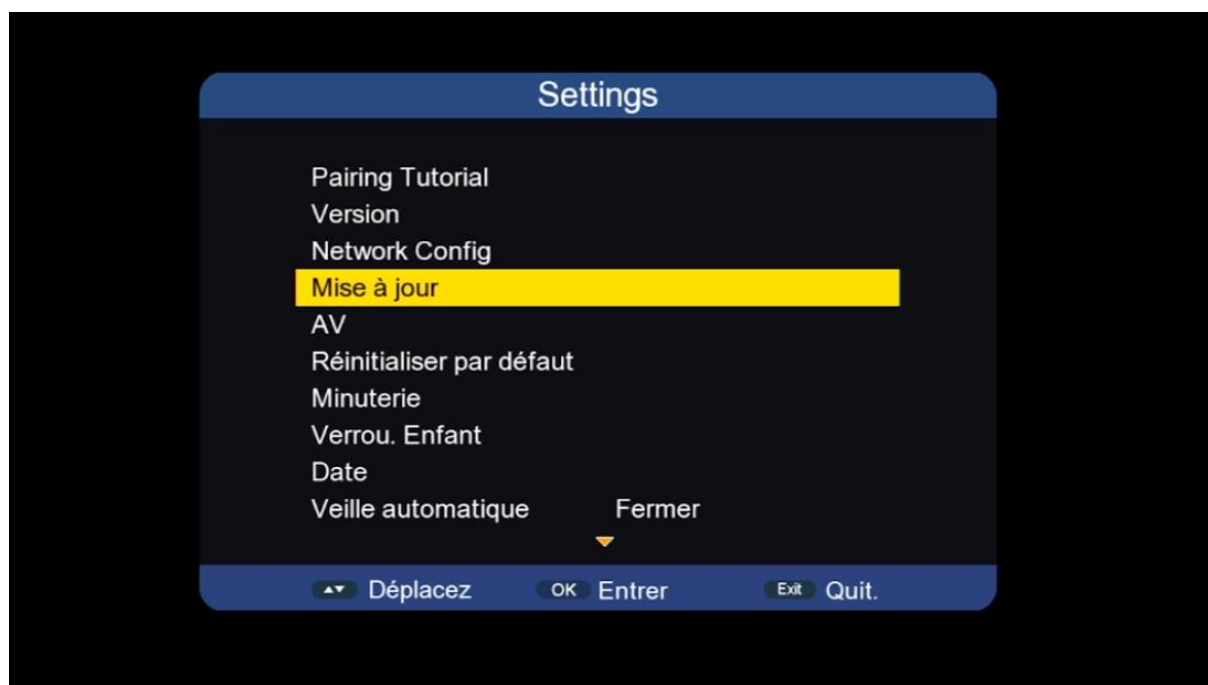 Settings
Pairing Tutorial
Version
Network Config
Mise à jour
AV
Réinitialiser par défaut
Minuterie
Verrou. Enfant
Date
Veille automatique Fermer
Déplacez OK Entrer Exit Quit.